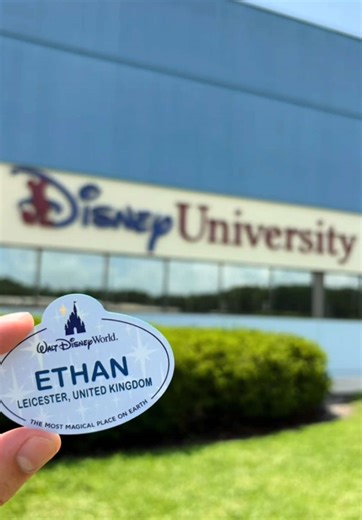 Disney University
Walt Disney World.
ETHAN
LEICESTER, UNITED KINGDOM
THE MOST MAGICAL PLACE ON EARTH